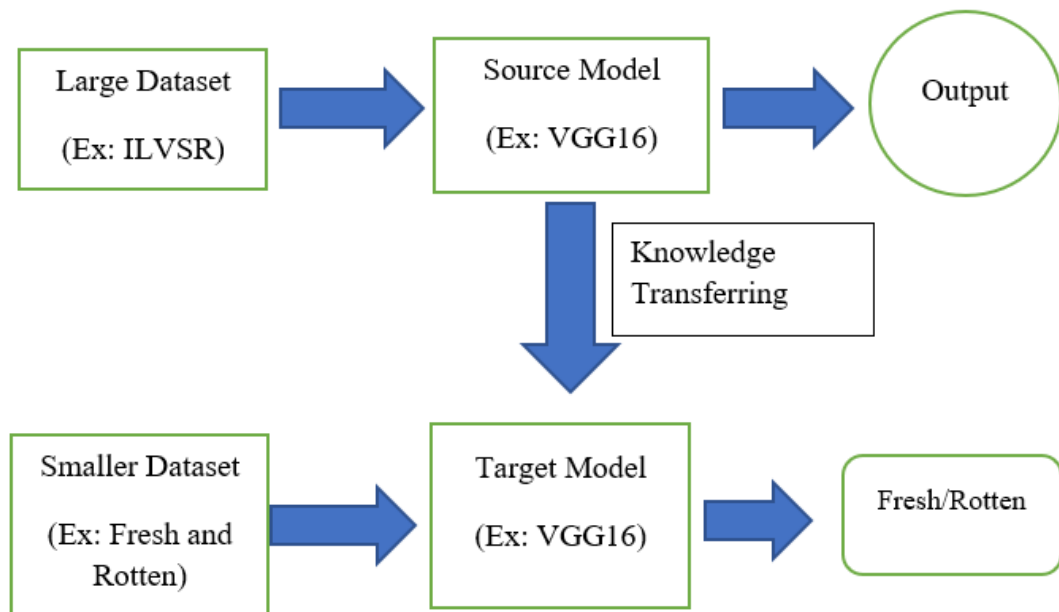 Large Dataset
(Ex: ILVSR)
Source Model
(Ex: VGG16)
Output
Knowledge
Transferring
Smaller Dataset
(Ex: Fresh and
Rotten)
Target Model
(Ex: VGG16)
Fresh/Rotten